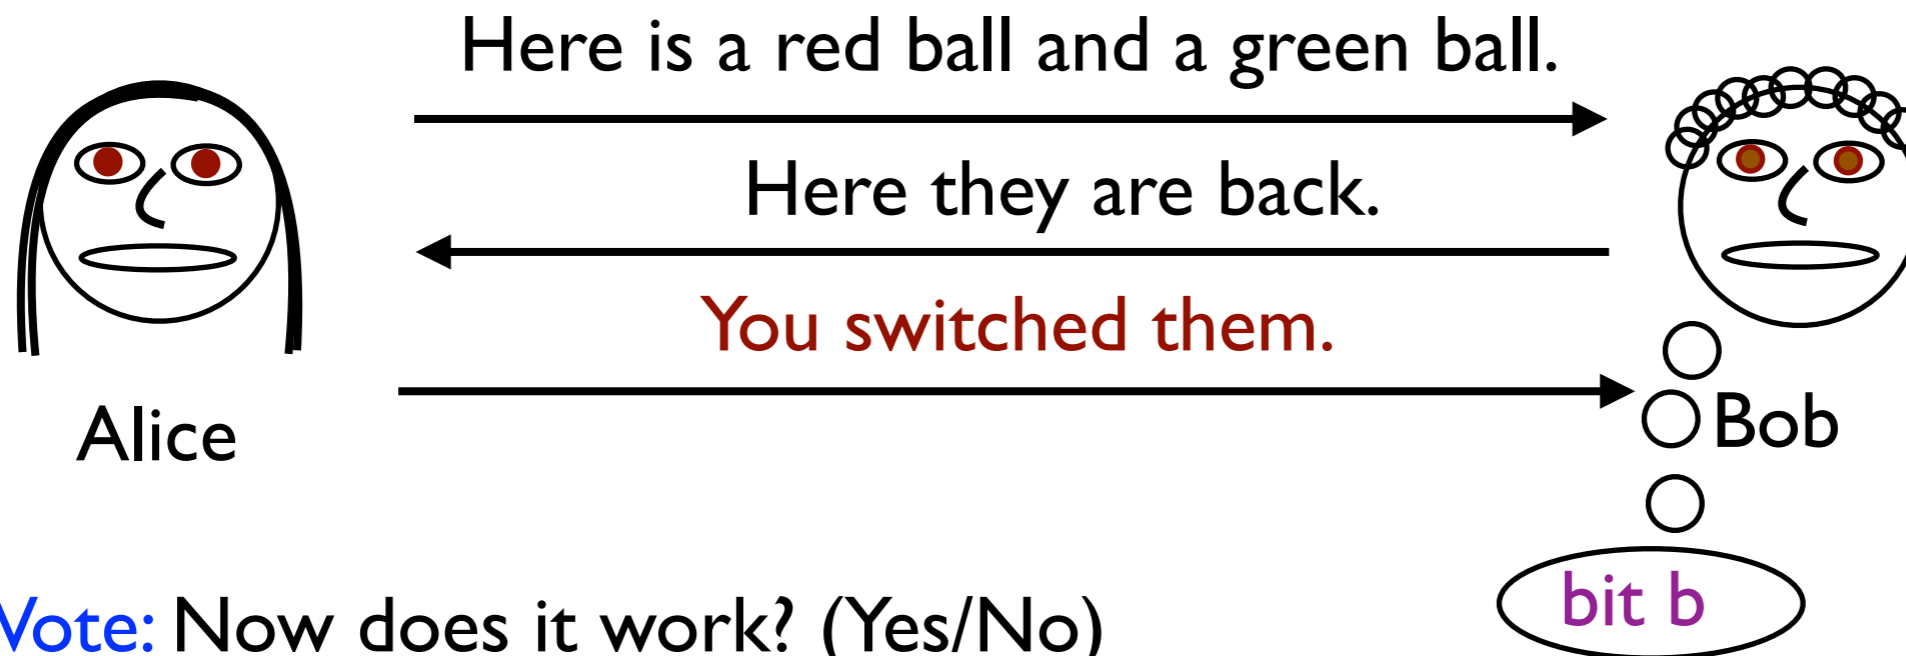 Here is a red ball and a green ball.
Here they are back.
You switched them.
Alice
Bob
bit b
Vote: Now does it work? (Yes/No)